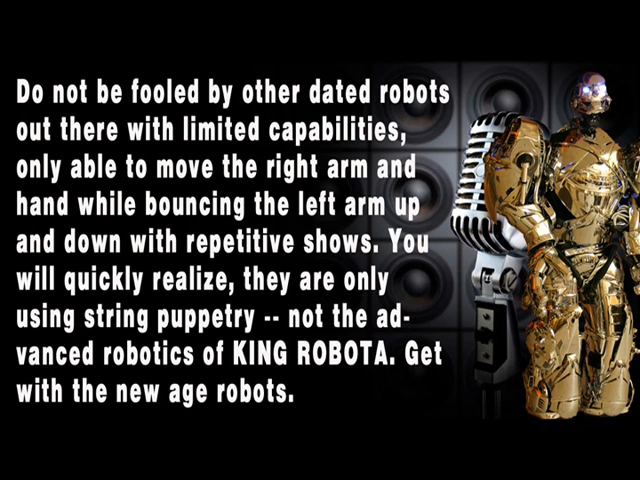 Do not be fooled by other dated robots
out there with limited capabilities,
only able to move the right arm and
hand while bouncing the left arm up
and down with repetitive shows. You
will quickly realize, they are only
using string puppetry -- not the ad-
vanced robotics of KING ROBOTA. Get
with the new age robots.